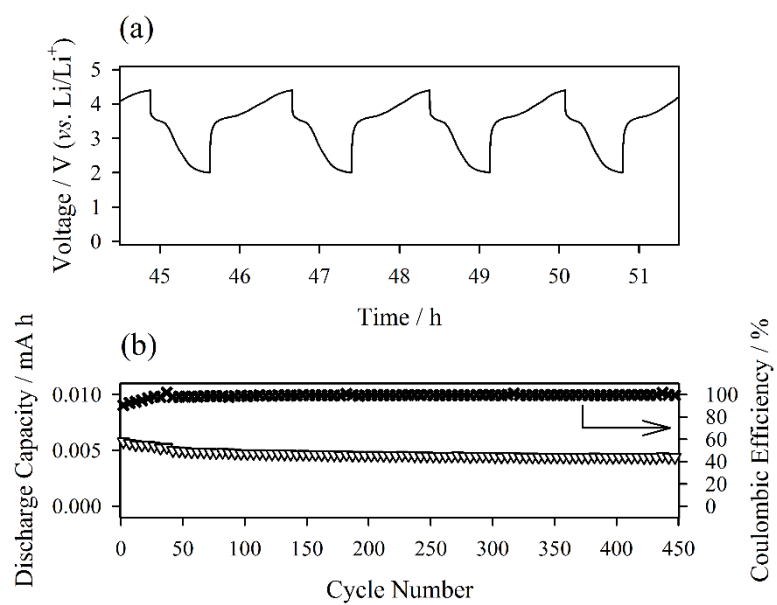 (a)
Voltage / V (vs. Li/Li+)
5
4
3
2
1
0
45 46 47 48 49 50 51
Time / h
(b)
Discharge Capacity / mA h
Coulombic Efficiency / %
0.010
0.005
0.000
100
80
60
40
20
0
0 50 100 150 200 250 300 350 400 450
Cycle Number